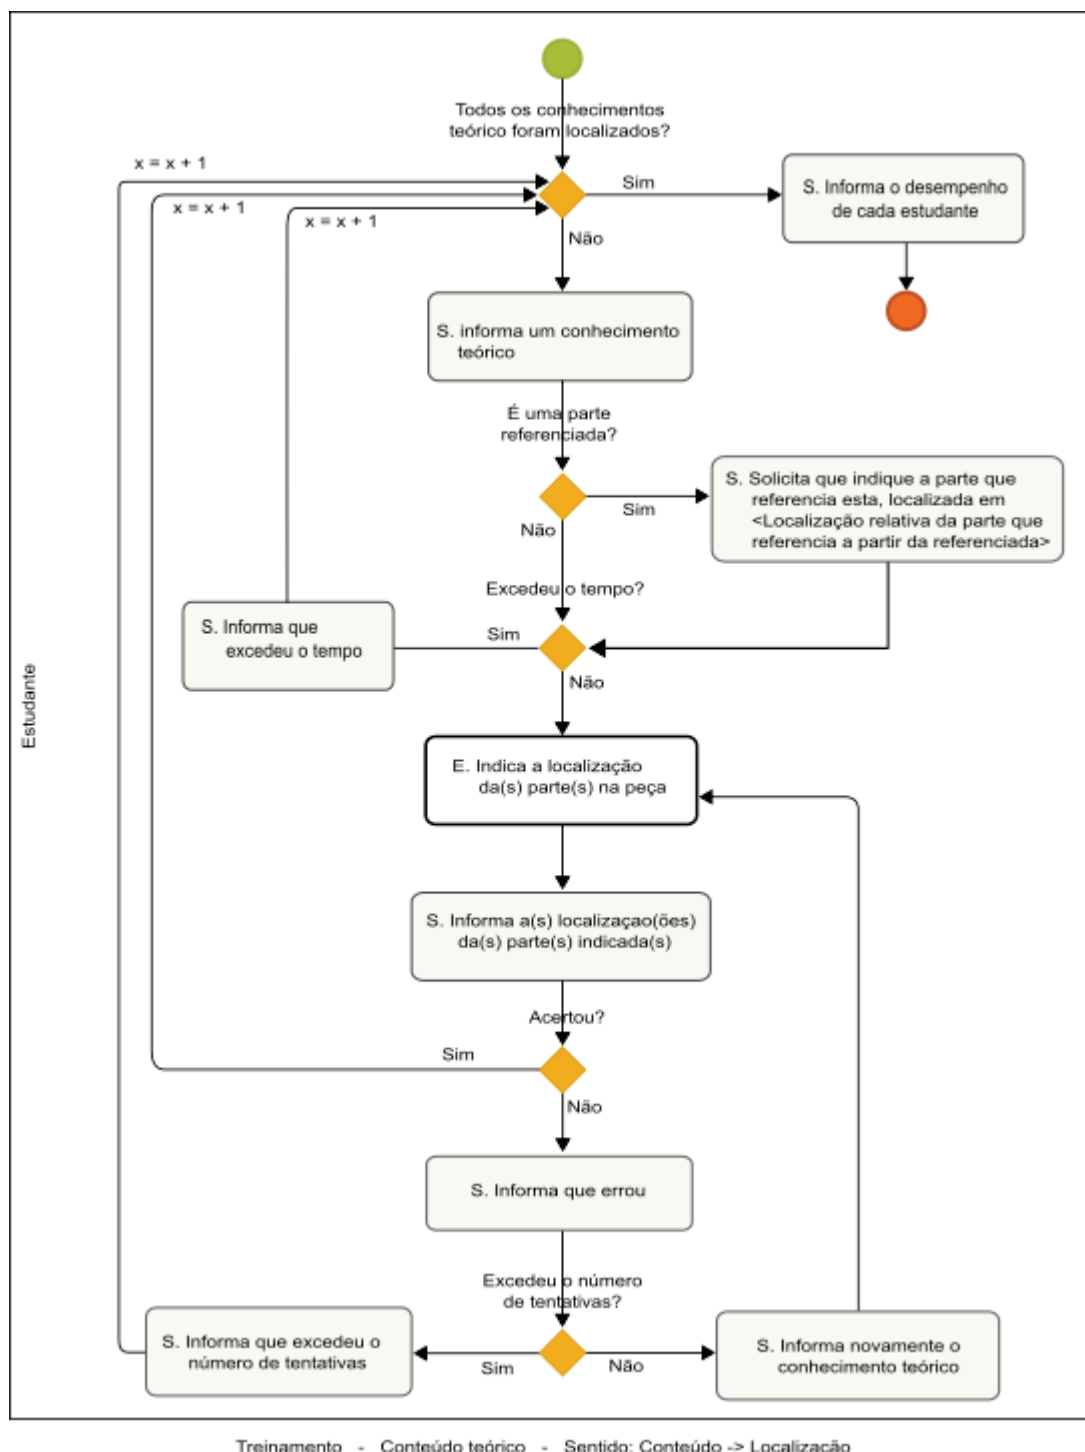 Todos os conhecimentos
teórico foram localizados?
x = x + 1
x = x + 1
x = x + 1
Sim
S. Informa o desempenho
de cada estudante
Não
S. informa um conhecimento
teórico
É uma parte
referenciada?
Sim
S. Solicita que indique a parte que
referencia esta, localizada em
<Localização relativa da parte que
referencia a partir da referenciada>
Não
Excedeu o tempo?
Sim
S. Informa que
excedeu o tempo
Não
Estudante
E. Indica a localização
da(s) parte(s) na peça
S. Informa a(s) localizaçao(ões)
da(s) parte(s) indicada(s)
Acertou?
Sim
Não
S. Informa que errou
Excedeu o número
de tentativas?
Sim
S. Informa que excedeu o
número de tentativas
Não
S. Informa novamente o
conhecimento teórico
Treinamento - Conteúdo teórico - Sentido: Conteúdo -> Localização